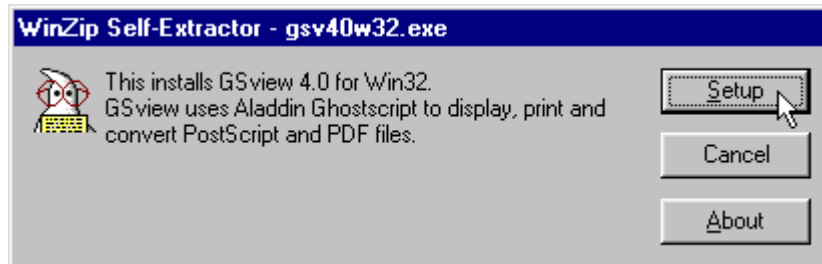 WinZip Self-Extractor - gsv40w32.exe
This installs GSview 4.0 for Win32.
GSview uses Aladdin Ghostscript to display, print and
convert PostScript and PDF files.
Setup
Cancel
About